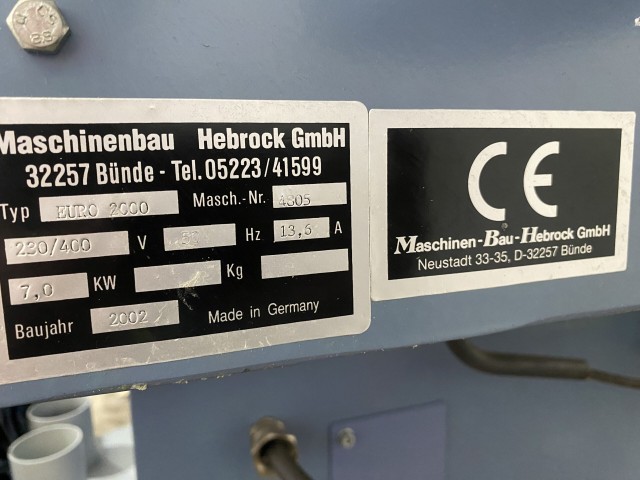 Maschinenbau Hebrock GmbH
32257 Bünde - Tel. 05223/41599
Typ EURO 2000 Masch.-Nr. 4805
230/400 V Hz 13,6 A
7,0 KW Kg
Baujahr 2002 Made in Germany
CE
Maschinen-Bau-Hebrock GmbH
Neustadt 33-35, D-32257 Bünde
8.8